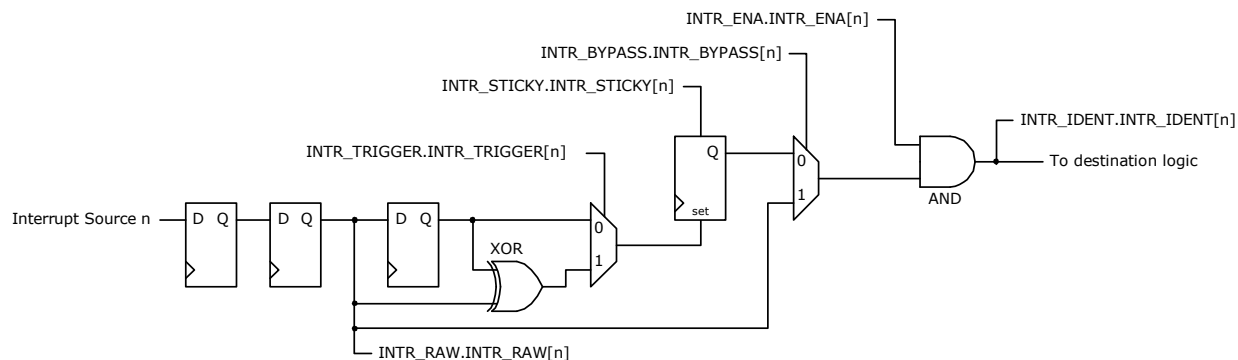 INTR_ENA.INTR_ENA[n]
INTR_BYPASS.INTR_BYPASS[n]
INTR_STICKY.INTR_STICKY[n]
INTR_IDENT.INTR_IDENT[n]
INTR_TRIGGER.INTR_TRIGGER[n]
Q
0
To destination logic
1
AND
set
Interrupt Source n
D Q
D Q
D Q
0
XOR
1
INTR_RAW.INTR_RAW[n]